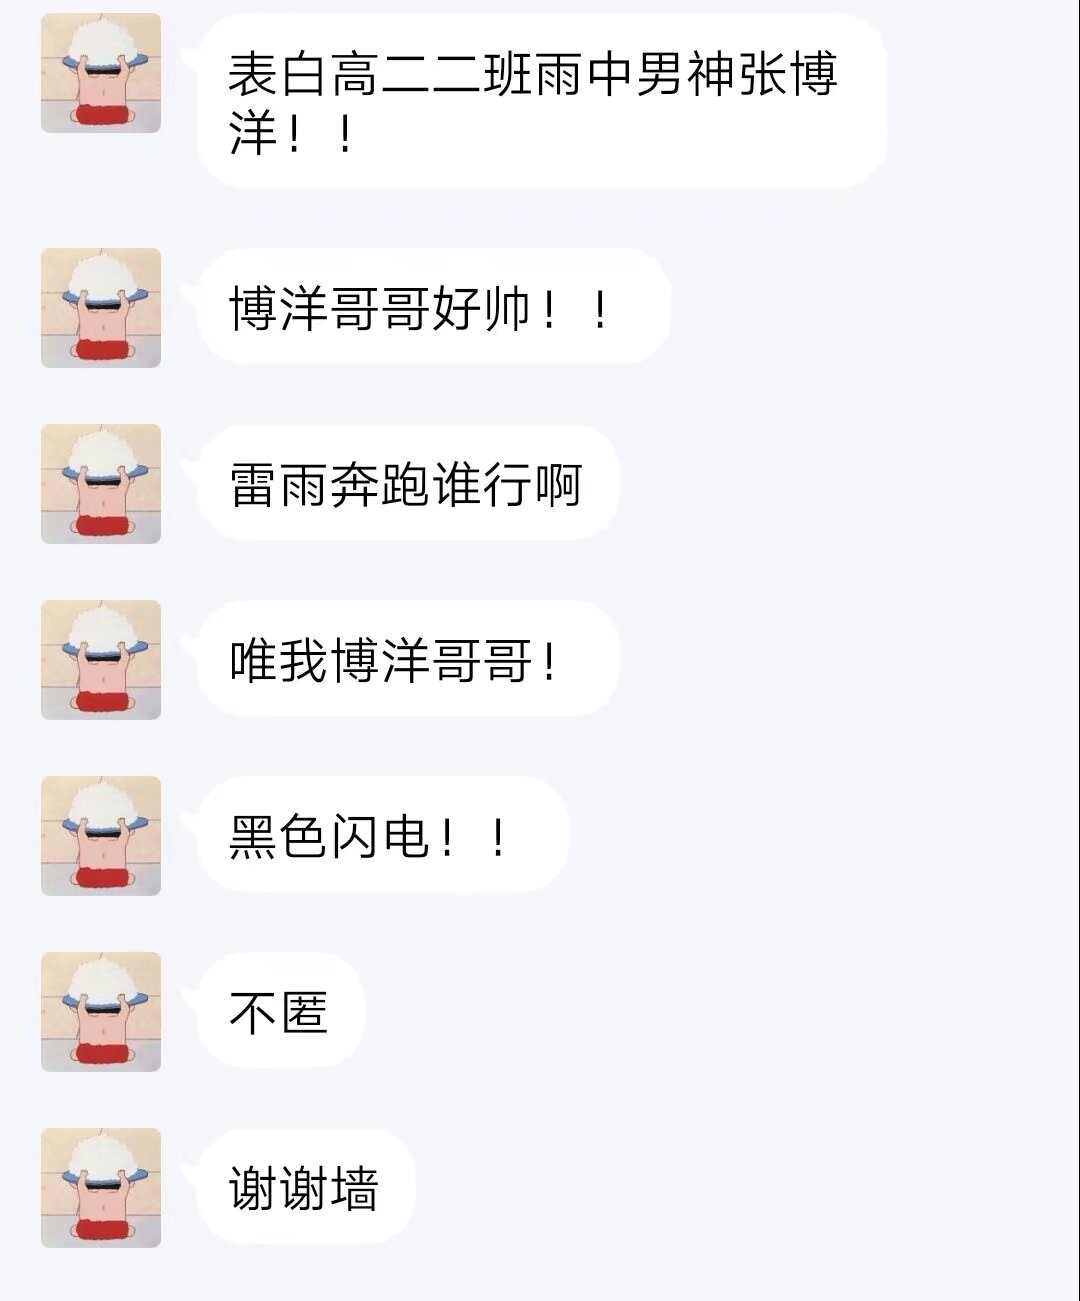 表白高二二班雨中男神张博
洋！！
博洋哥哥好帅！！
雷雨奔跑谁行啊
唯我博洋哥哥！
黑色闪电！！
不匿
谢谢墙